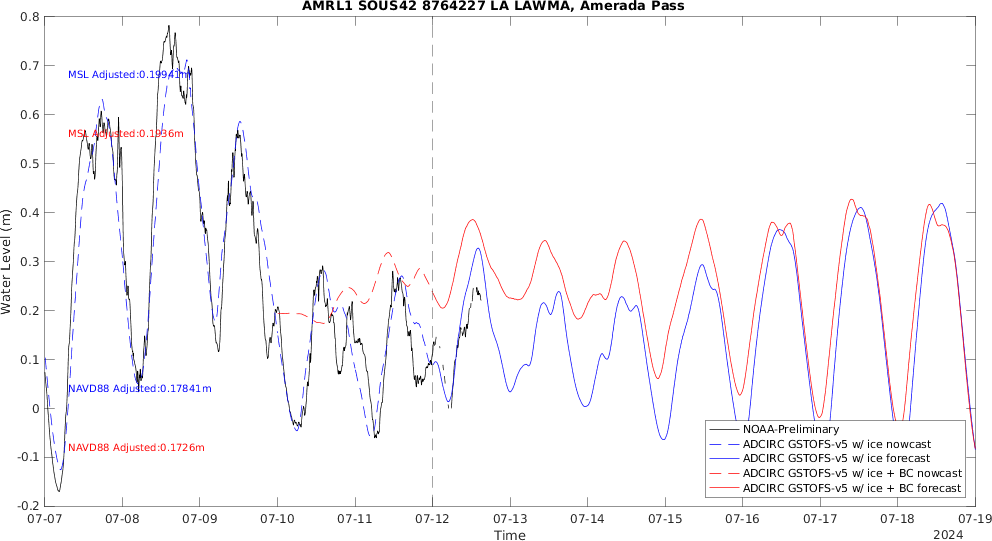 AMRL1 SOUS42 8764227 LA LAWMA, Amerada Pass
0.8
0.7
0.6
0.5
0.4
0.3
0.2
0.1
0
-0.1
-0.2
Water Level (m)
MSL Adjusted:0.19941m
MSL Adjusted:0.1936m
NAVD88 Adjusted:0.17841m
NAVD88 Adjusted:0.1726m
NOAA-Preliminary
ADCIRC GSTOFS-v5 w/ ice nowcast
ADCIRC GSTOFS-v5 w/ ice forecast
ADCIRC GSTOFS-v5 w/ ice + BC nowcast
ADCIRC GSTOFS-v5 w/ ice + BC forecast
07-07 07-08 07-09 07-10 07-11 07-12 07-13 07-14 07-15 07-16 07-17 07-18 07-19
Time
2024